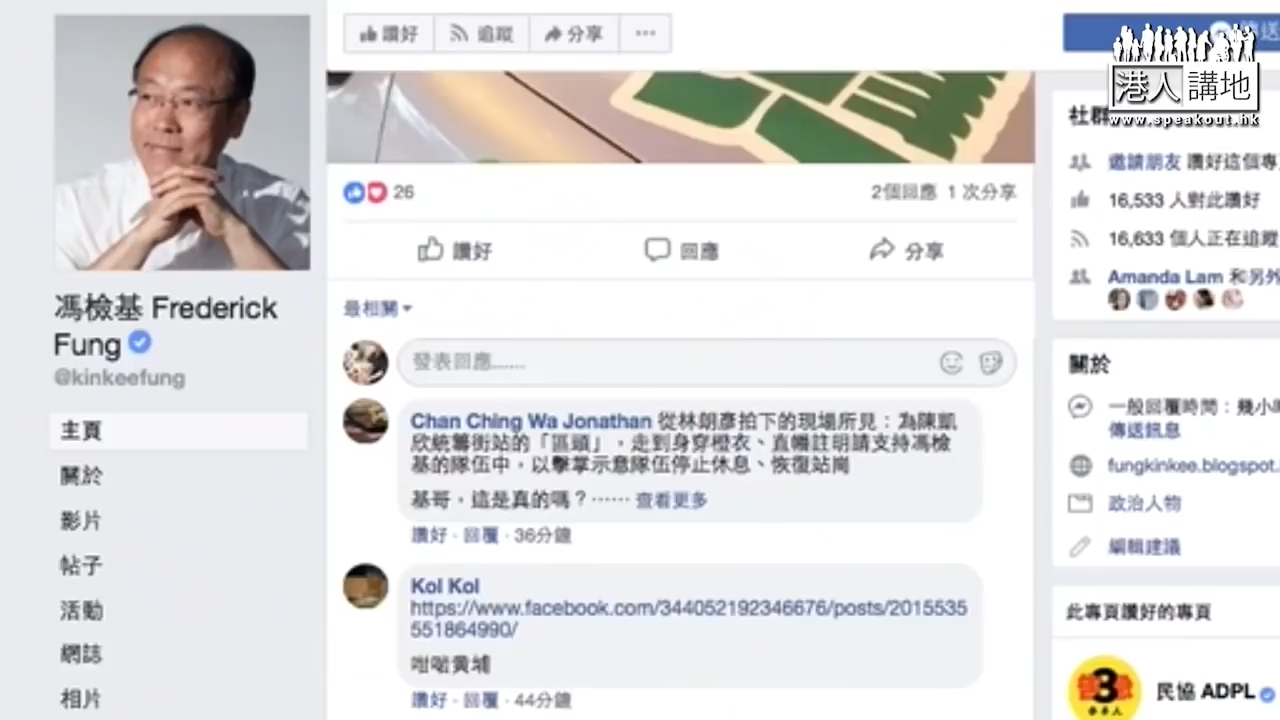 讚好
追蹤
分享
港人講地
www.speakout.hk
26
2個回應 1 次分享
讚好
回應
分享
最相關
發表回應......
馮檢基 Frederick
Fung
@kinkeefung
主頁
關於
影片
帖子
活動
網誌
相片
Chan Ching Wa Jonathan 從林朗彥拍下的現場所見：為陳凱
欣統籌街站的「區頭」，走到身穿橙衣、直幡註明請支持馮檢
基的隊伍中，以擊掌示意隊伍停止休息、恢復站崗
基哥，這是真的嗎？⋯⋯ 查看更多
讚好 · 回覆 · 36分鐘
Kol Kol
https://www.facebook.com/344052192346676/posts/2015535
551864990/
咁啱黄埔
讚好 · 回覆 · 44分鐘
社群
邀請朋友 讚好這個專
16,533 人對此讚好
16,633 個人正在追蹤
Amanda Lam 和另外
關於
一般回覆時間：幾小
傳送訊息
fungkinkee.blogspot.
政治人物
編輯建議
此專頁讚好的專頁
3
民協 ADPL